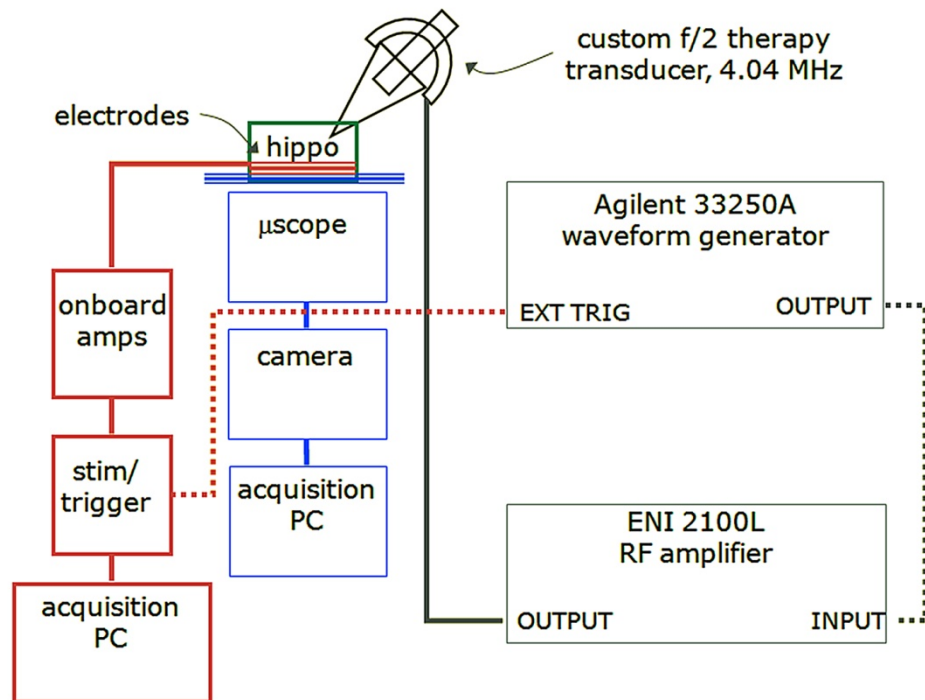 custom f/2 therapy
transducer, 4.04 MHz
electrodes
hippo
μscope
Agilent 33250A
waveform generator
EXT TRIG
OUTPUT
onboard
amps
camera
stim/
trigger
acquisition
PC
ENI 2100L
RF amplifier
OUTPUT
INPUT
acquisition
PC